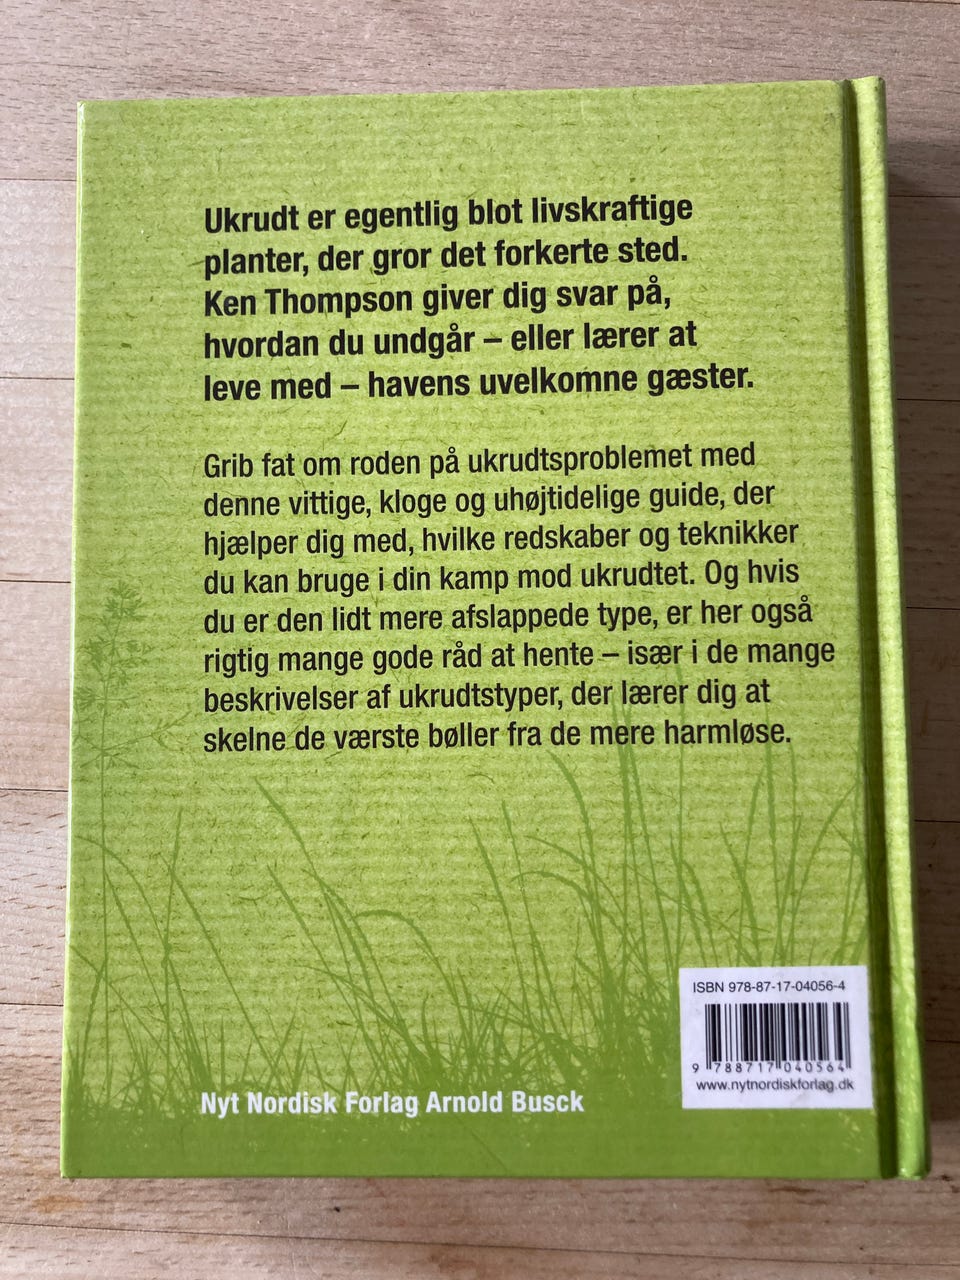 Ukrudt er egentlig blot livskraftige
planter, der gror det forkerte sted.
Ken Thompson giver dig svar på,
hvordan du undgår – eller lærer at
leve med – havens uvelkomne gæster.
Grib fat om roden på ukrudtsproblemet med
denne vittige, kloge og uhøjtidelige guide, der
hjælper dig med, hvilke redskaber og teknikker
du kan bruge i din kamp mod ukrudtet. Og hvis
du er den lidt mere afslappede type, er her også
rigtig mange gode råd at hente – især i de mange
beskrivelser af ukrudtstyper, der lærer dig at
skelne de værste bøller fra de mere harmløse.
ISBN 978-87-17-04056-4
9 788717 040564
www.nytnordiskforlag.dk
Nyt Nordisk Forlag Arnold Busck